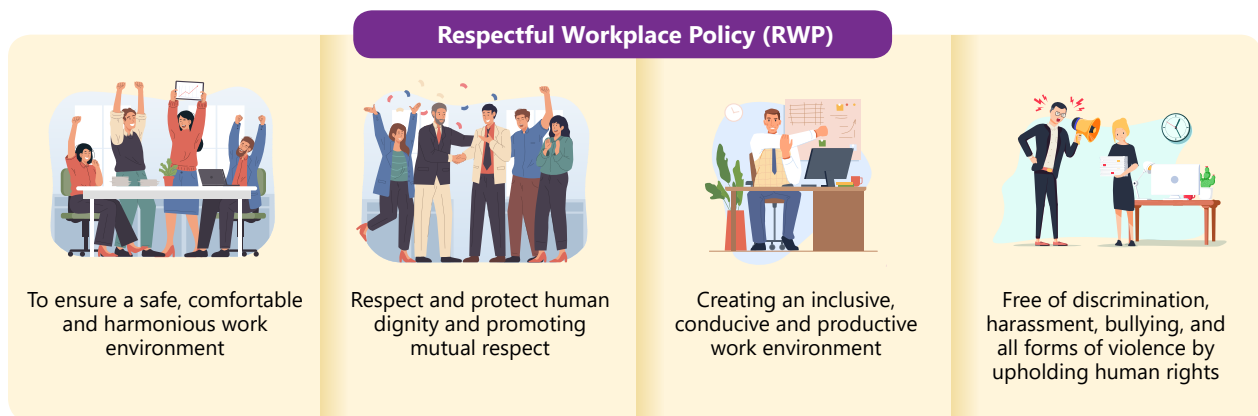 Respectful Workplace Policy (RWP)
To ensure a safe, comfortable
and harmonious work
environment
Respect and protect human
dignity and promoting
mutual respect
Creating an inclusive,
conducive and productive
work environment
Free of discrimination,
harassment, bullying, and
all forms of violence by
upholding human rights